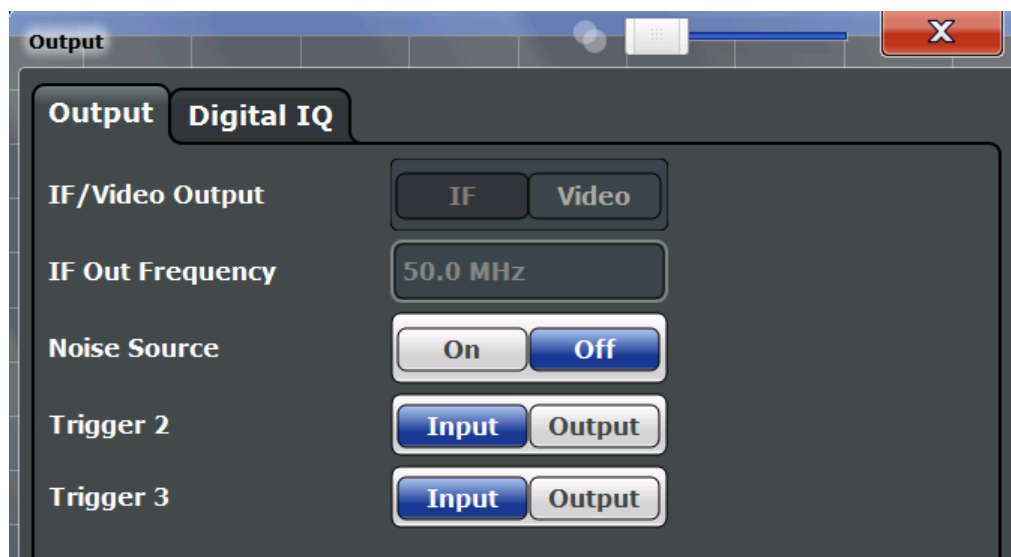 Output
X
Output Digital IQ
IF/Video Output IF Video
IF Out Frequency 50.0 MHz
Noise Source On Off
Trigger 2 Input Output
Trigger 3 Input Output